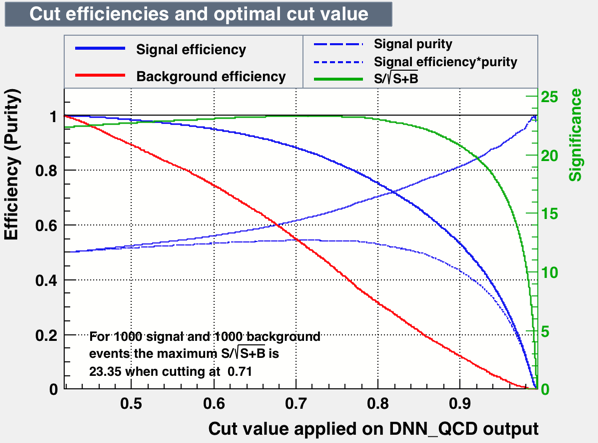 Cut efficiencies and optimal cut value
Signal efficiency
Background efficiency
Signal purity
Signal efficiency*purity
S/√S+B
Efficiency (Purity)
1
0.8
0.6
0.4
0.2
0
25
20
15
10
5
0
Significance
For 1000 signal and 1000 background
events the maximum S/√S+B is
23.35 when cutting at 0.71
0.5 0.6 0.7 0.8 0.9
Cut value applied on DNN_QCD output